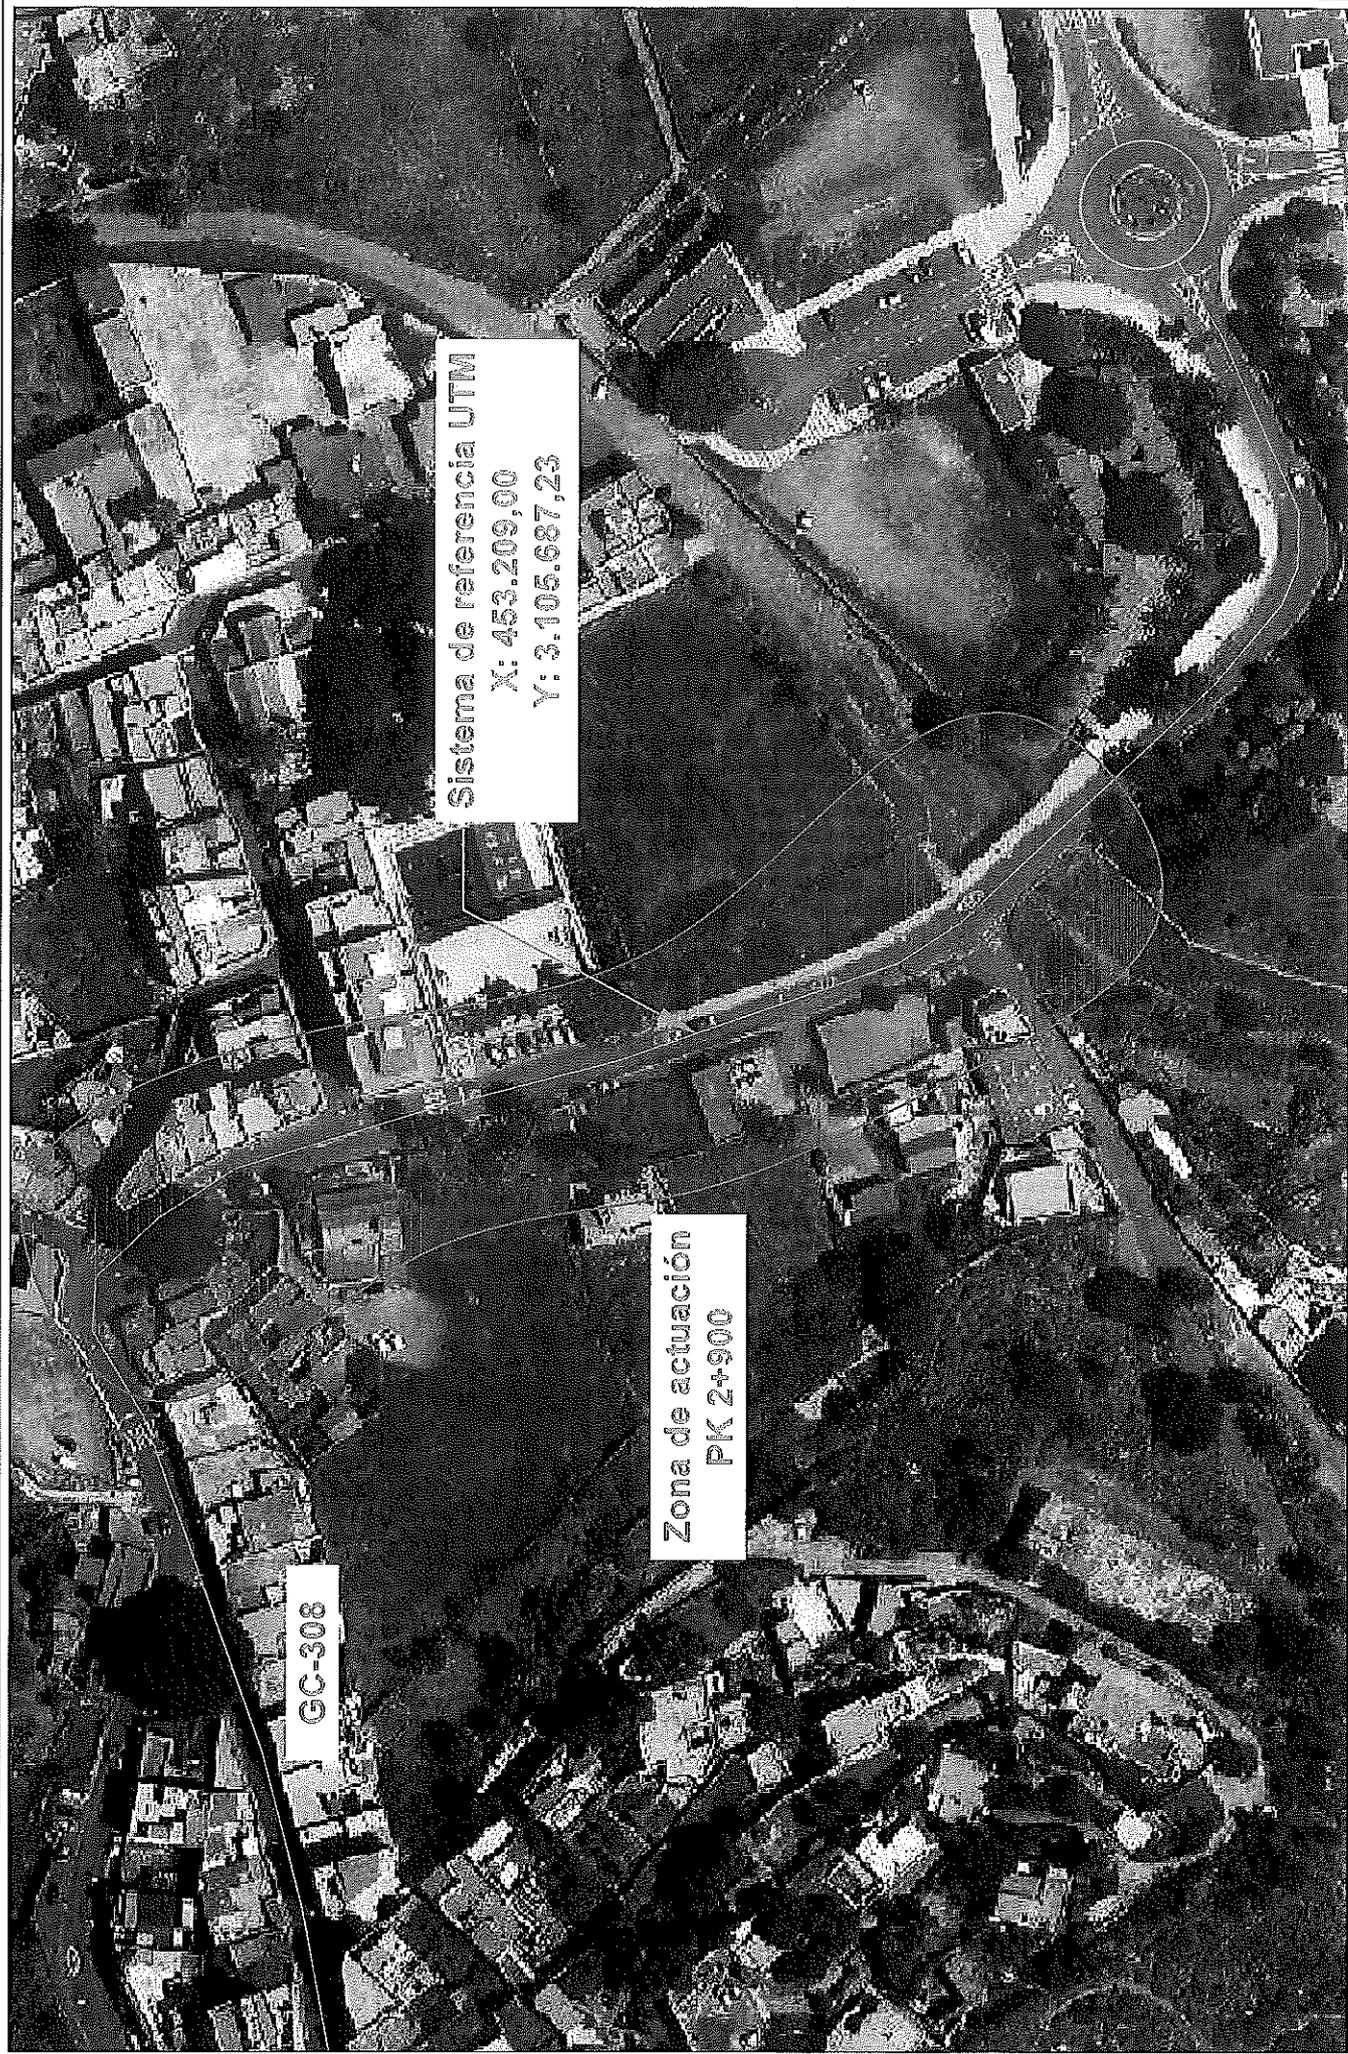 Sistema de referencia UTM
X: 453.209,00
Y: 3.105.687,23
Zona de actuación
PK 2+900
GC-308